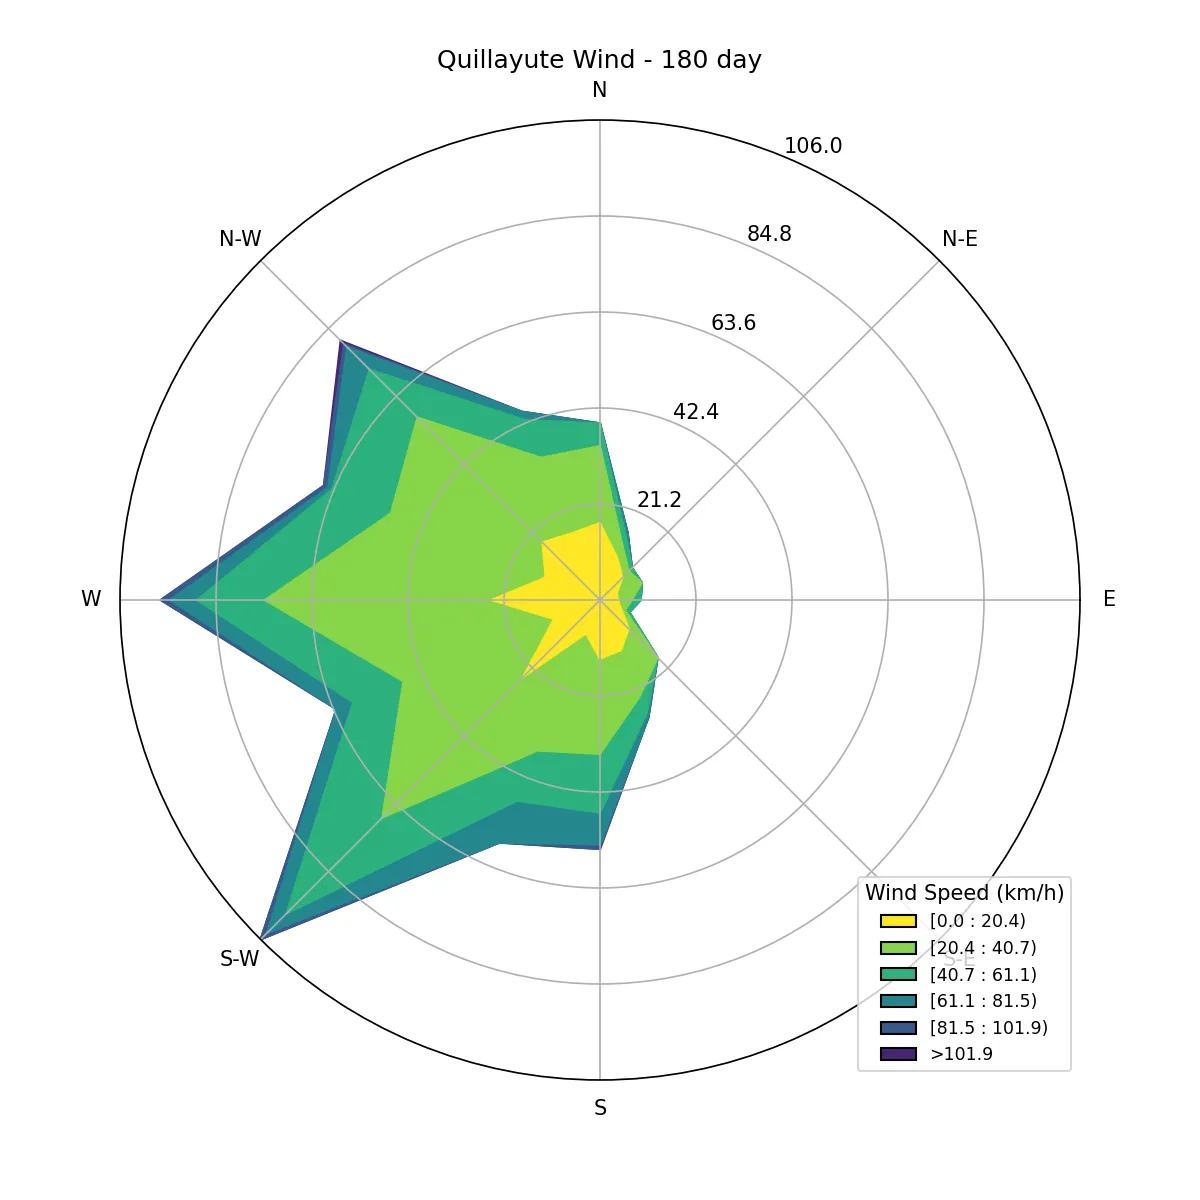 Quillayute Wind - 180 day
N
106.0
N-W
84.8
N-E
63.6
42.4
21.2
W
E
S-W
S-E
Wind Speed (km/h)
[0.0 : 20.4)
[20.4 : 40.7)
[40.7 : 61.1)
[61.1 : 81.5)
[81.5 : 101.9)
>101.9
S